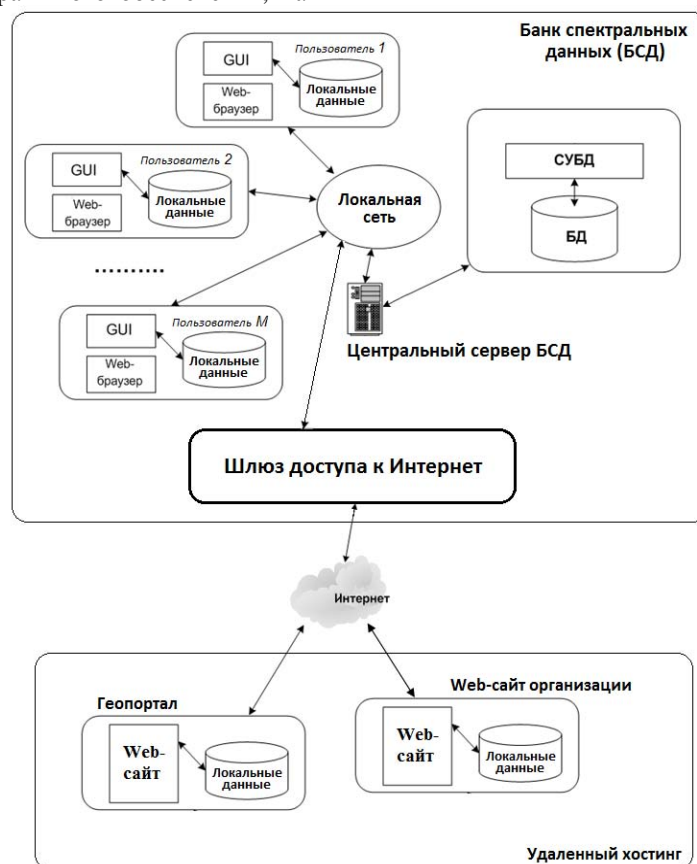 Банк спектральных
данных (БСД)
Пользователь 1
GUI
Локальные
данные
Web-
браузер
Пользователь 2
GUI
Локальные
данные
Web-
браузер
..........
Пользователь M
GUI
Локальные
данные
Web-
браузер
Локальная
сеть
СУБД
БД
Центральный сервер БСД
Шлюз доступа к Интернет
Интернет
Геопортал
Web-
сайт
Локальные
данные
Web-сайт организации
Web-
сайт
Локальные
данные
Удаленный хостинг